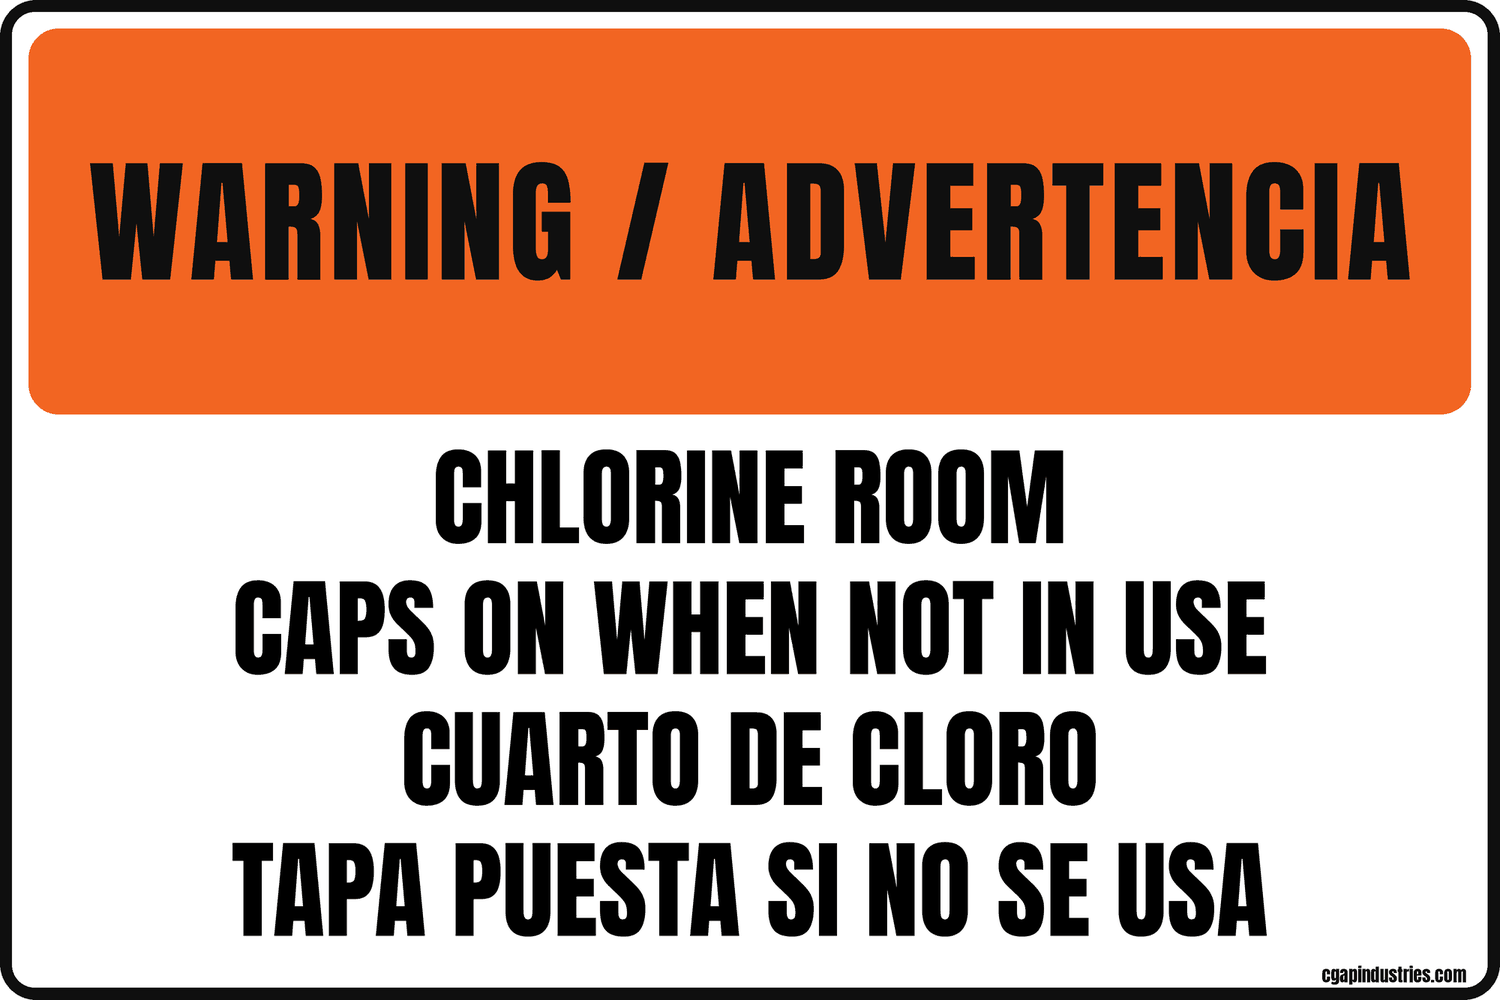 WARNING / ADVERTENCIA
CHLORINE ROOM
CAPS ON WHEN NOT IN USE
CUARTO DE CLORO
TAPA PUESTA SI NO SE USA
cgapindustries.com